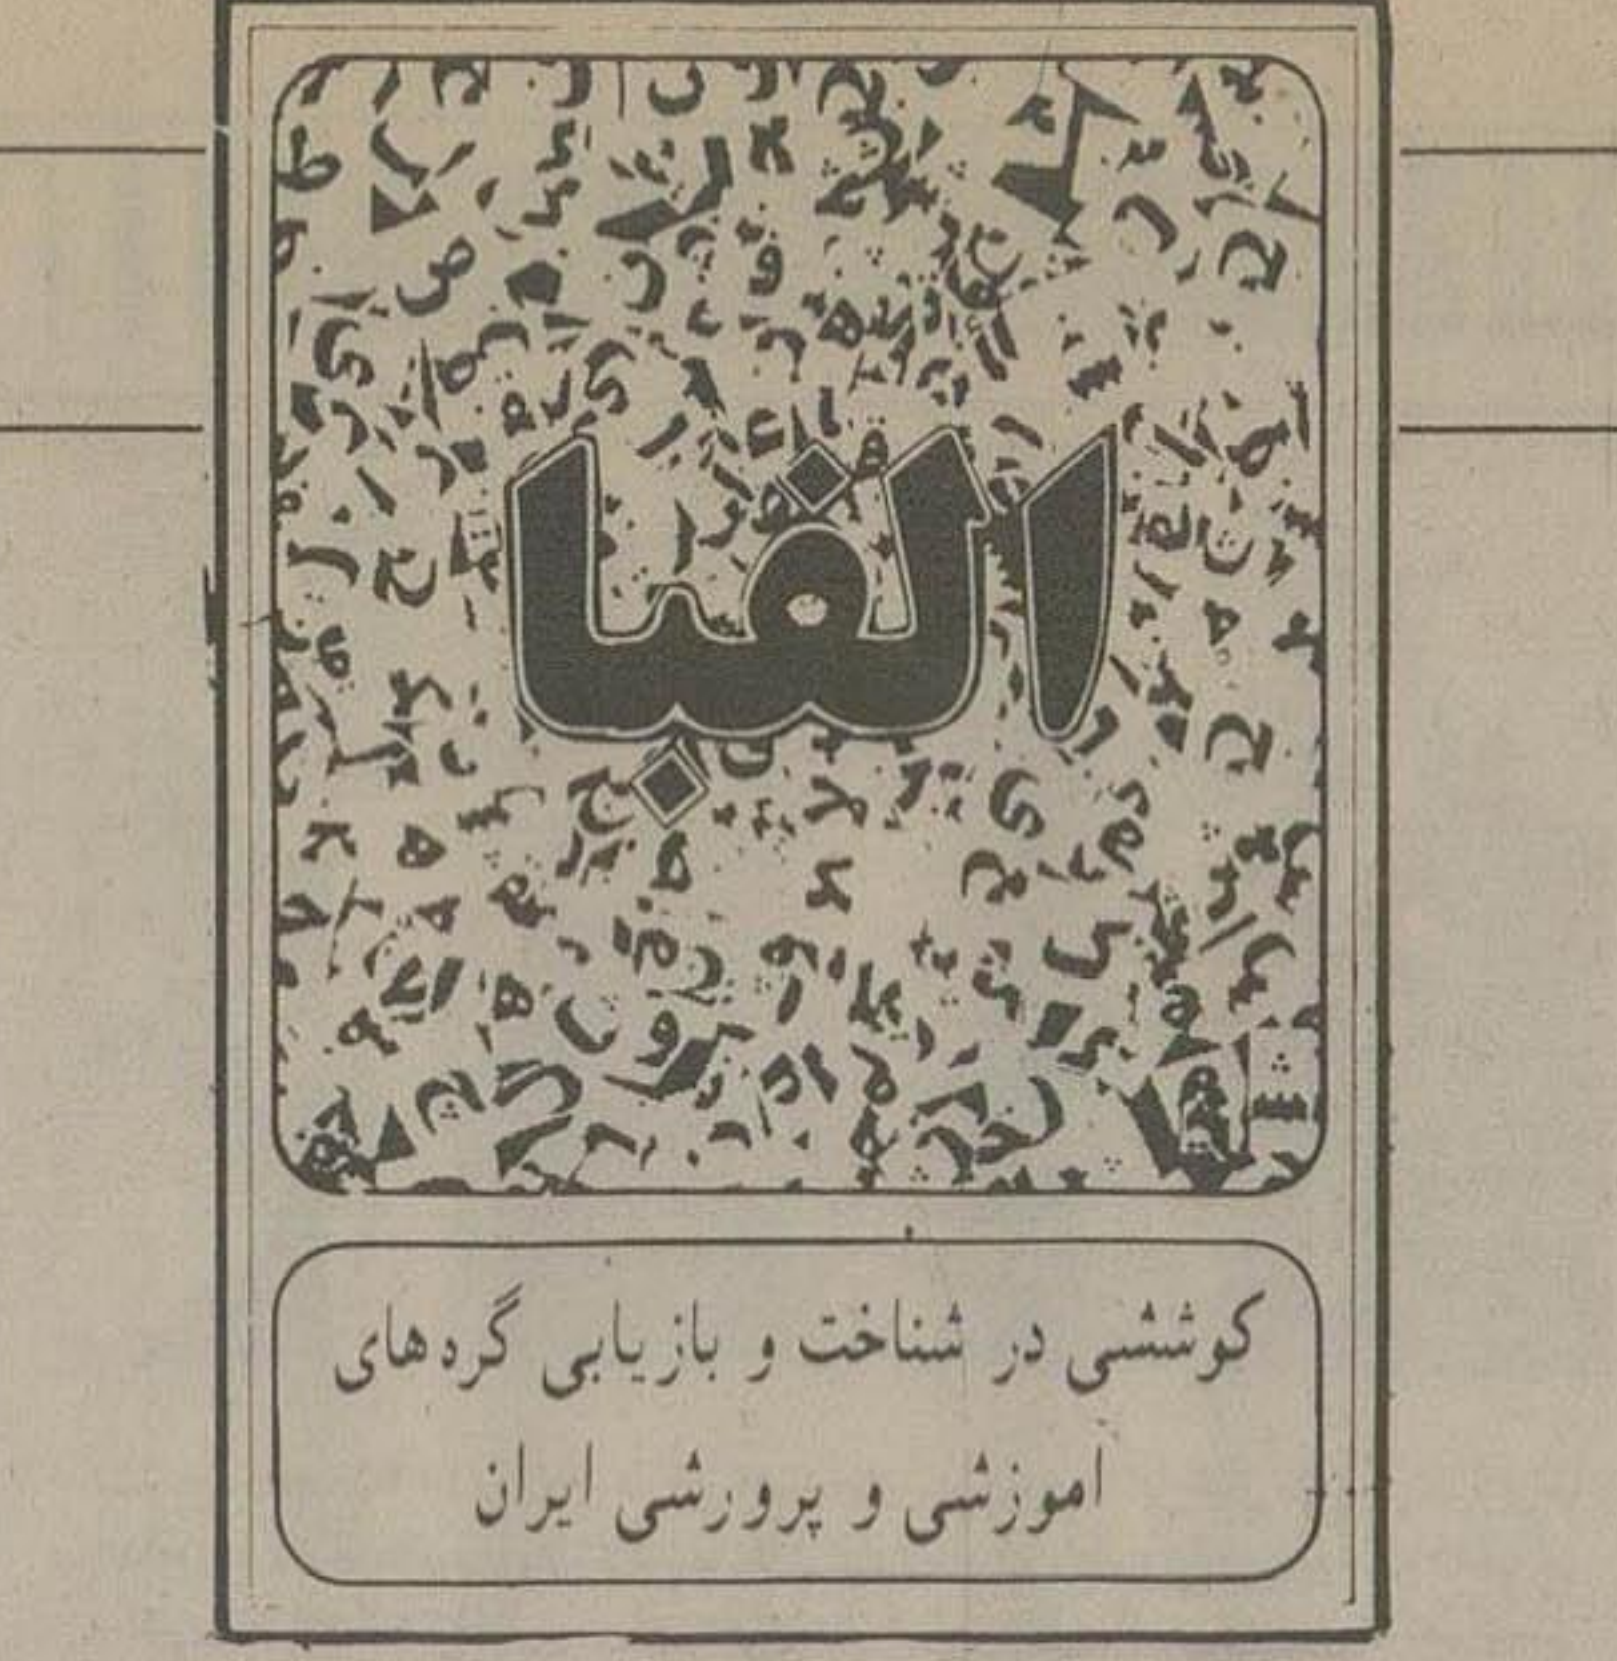 الفبا
کوششی در شناخت و بازیابی گره‌های
اموزشی و پرورشی ایران